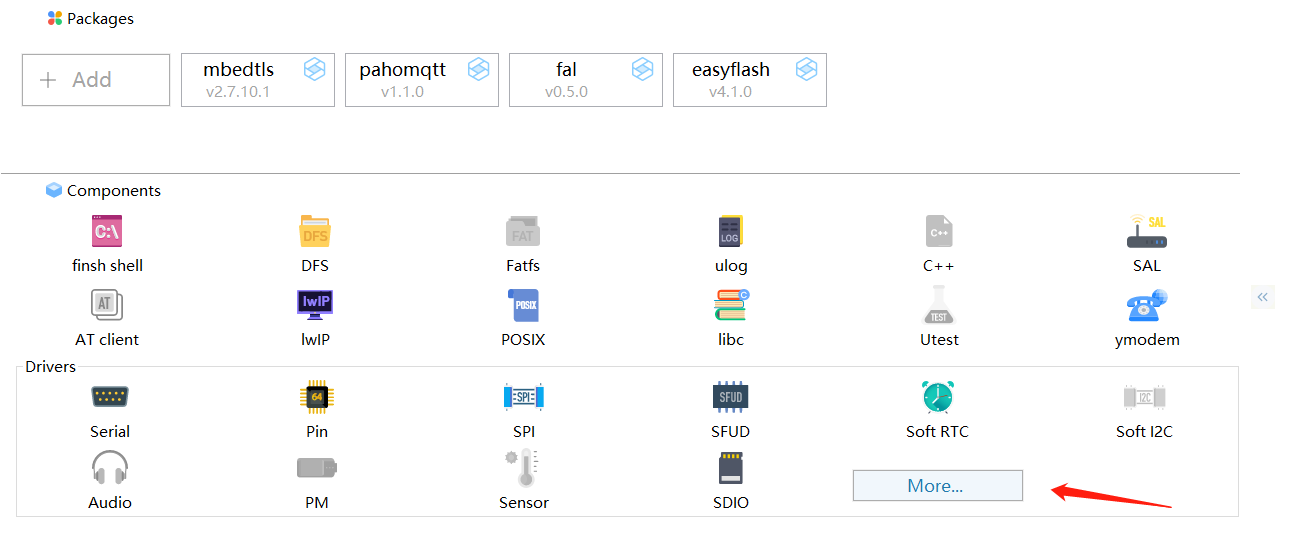 Packages
+ Add
mbedtls
v2.7.10.1
pahomqtt
v1.1.0
fal
v0.5.0
easyflash
v4.1.0
Components
C:\
DFS
FAT
LOG
C++
SAL
finsh shell
DFS
Fatfs
ulog
C++
SAL
AT
lwIP
POSIX
C
TEST
AT client
lwIP
POSIX
libc
Utest
ymodem
«
Drivers
64
SPI
SFUD
I2C
Serial
Pin
SPI
SFUD
Soft RTC
Soft I2C
Audio
PM
Sensor
SDIO
More...